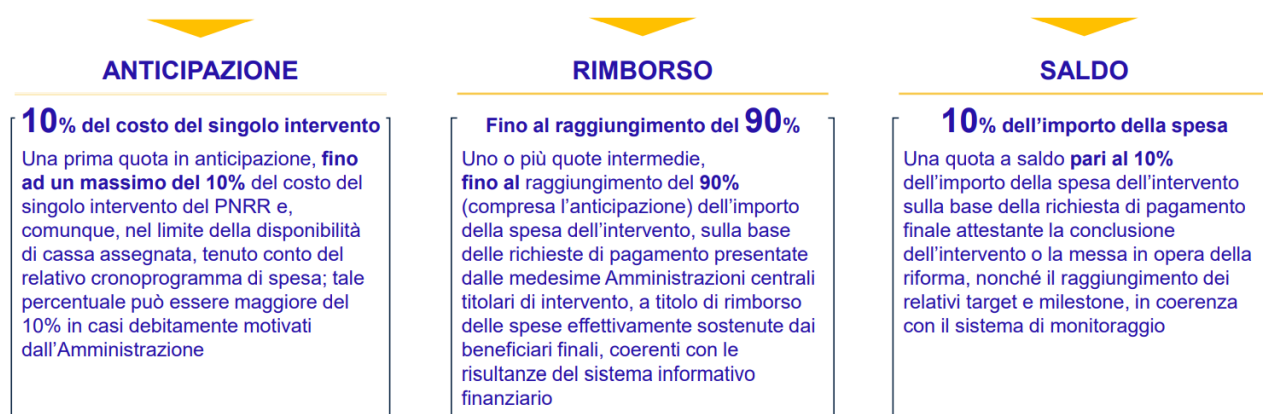 ANTICIPAZIONE
10% del costo del singolo intervento
Una prima quota in anticipazione, fino
ad un massimo del 10% del costo del
singolo intervento del PNRR e,
comunque, nel limite della disponibilità
di cassa assegnata, tenuto conto del
relativo cronoprogramma di spesa; tale
percentuale può essere maggiore del
10% in casi debitamente motivati
dall'Amministrazione
RIMBORSO
Fino al raggiungimento del 90%
Uno o più quote intermedie,
fino al raggiungimento del 90%
(compresa l'anticipazione) dell'importo
della spesa dell'intervento, sulla base
delle richieste di pagamento presentate
dalle medesime Amministrazioni centrali
titolari di intervento, a titolo di rimborso
delle spese effettivamente sostenute dai
beneficiari finali, coerenti con le
risultanze del sistema informativo
finanziario
SALDO
10% dell'importo della spesa
Una quota a saldo pari al 10%
dell'importo della spesa dell'intervento
sulla base della richiesta di pagamento
finale attestante la conclusione
dell'intervento o la messa in opera della
riforma, nonché il raggiungimento dei
relativi target e milestone, in coerenza
con il sistema di monitoraggio